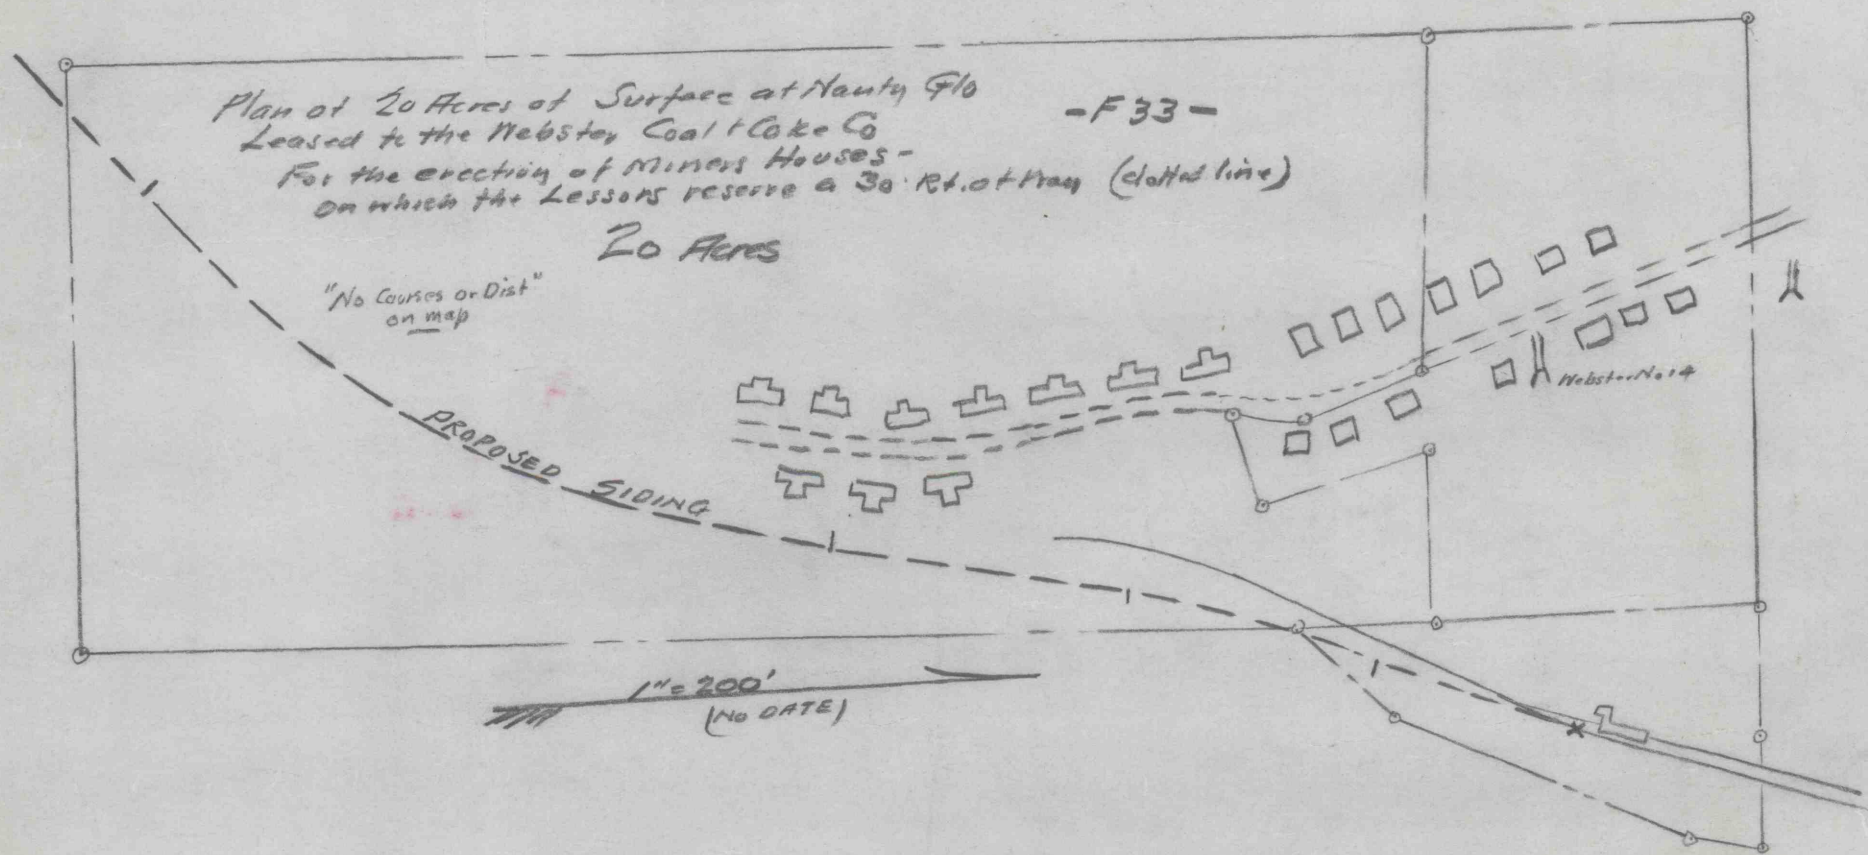 Plan of 20 Acres of Surface at Nanty Glo
Leased to the Webster Coal & Coke Co
For the erection of Miners Houses-
on which the Lessors reserve a 30' Rt. of Way (dotted line)
-F 33-
20 Acres
"No Courses or Dist"
on map
PROPOSED SIDING
Webster No. 14
1" = 200'
(No DATE)